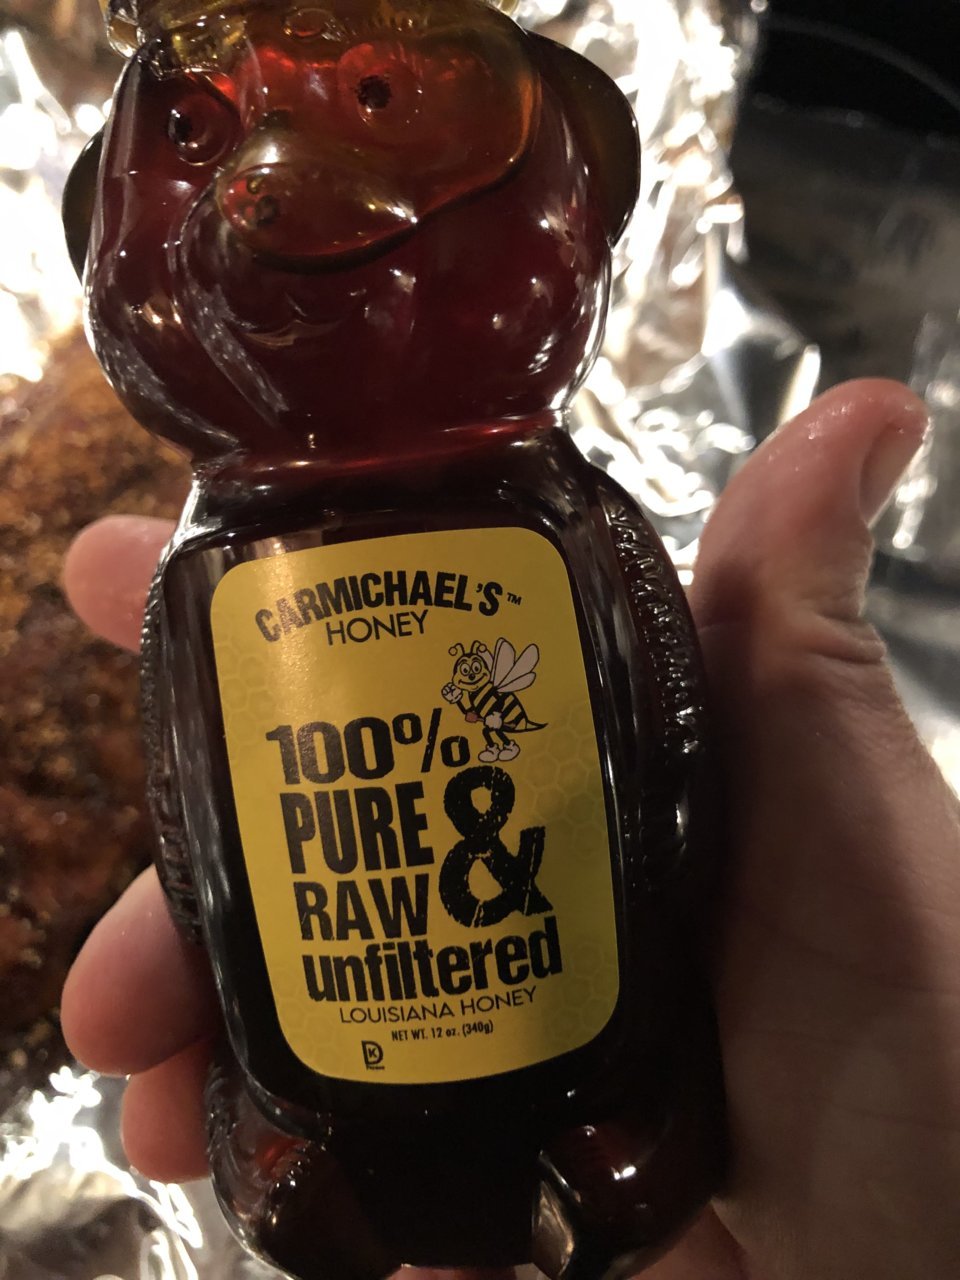 CARMICHAEL'S™
HONEY
100%
PURE &
RAW
unfiltered
LOUISIANA HONEY
NET WT. 12 oz. (340g)
K